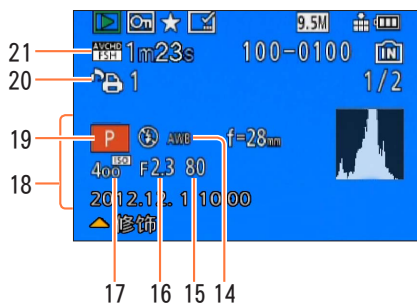 9.5M
21 AVCHD FSH 1m23s 100-0100 IN
20 1 1/2
19 P AWB f=28mm
18 400 ISO F2.3 80
2012.12. 1 10:00
修饰
17 16 15 14